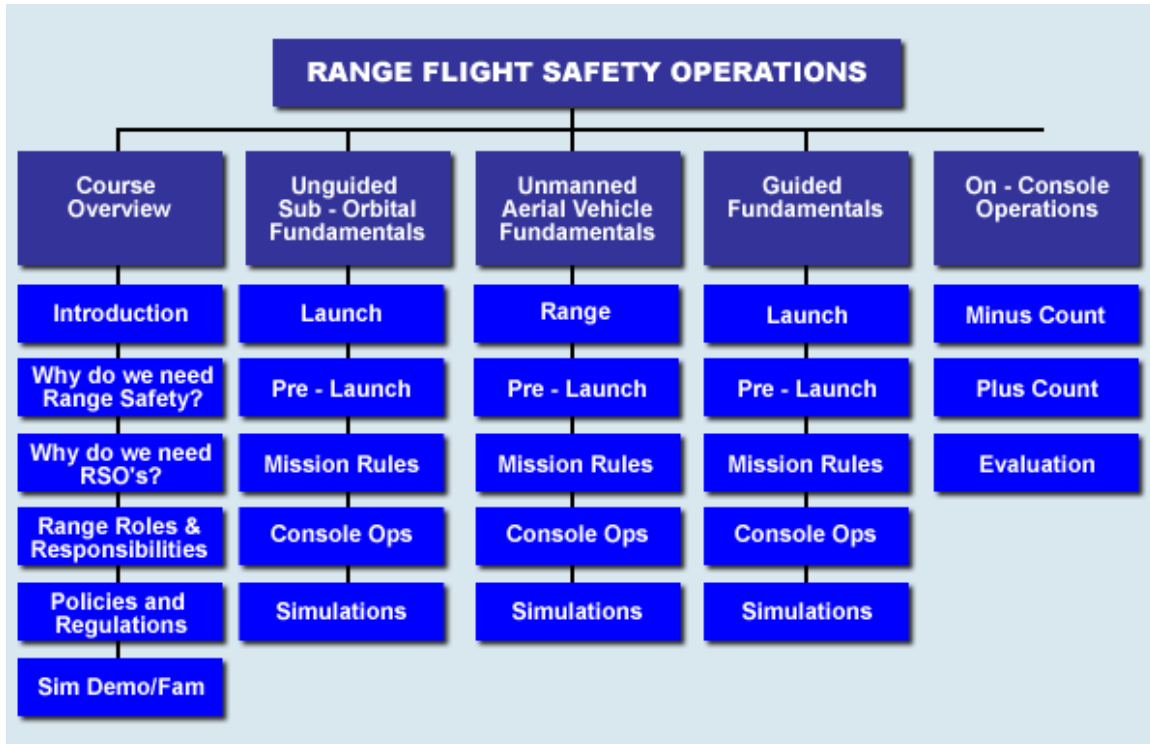 RANGE FLIGHT SAFETY OPERATIONS
Course
Overview
Introduction
Why do we need
Range Safety?
Why do we need
RSO's?
Range Roles &
Responsibilities
Policies and
Regulations
Sim Demo/Fam
Unguided
Sub - Orbital
Fundamentals
Launch
Pre - Launch
Mission Rules
Console Ops
Simulations
Unmanned
Aerial Vehicle
Fundamentals
Range
Pre - Launch
Mission Rules
Console Ops
Simulations
Guided
Fundamentals
Launch
Pre - Launch
Mission Rules
Console Ops
Simulations
On - Console
Operations
Minus Count
Plus Count
Evaluation